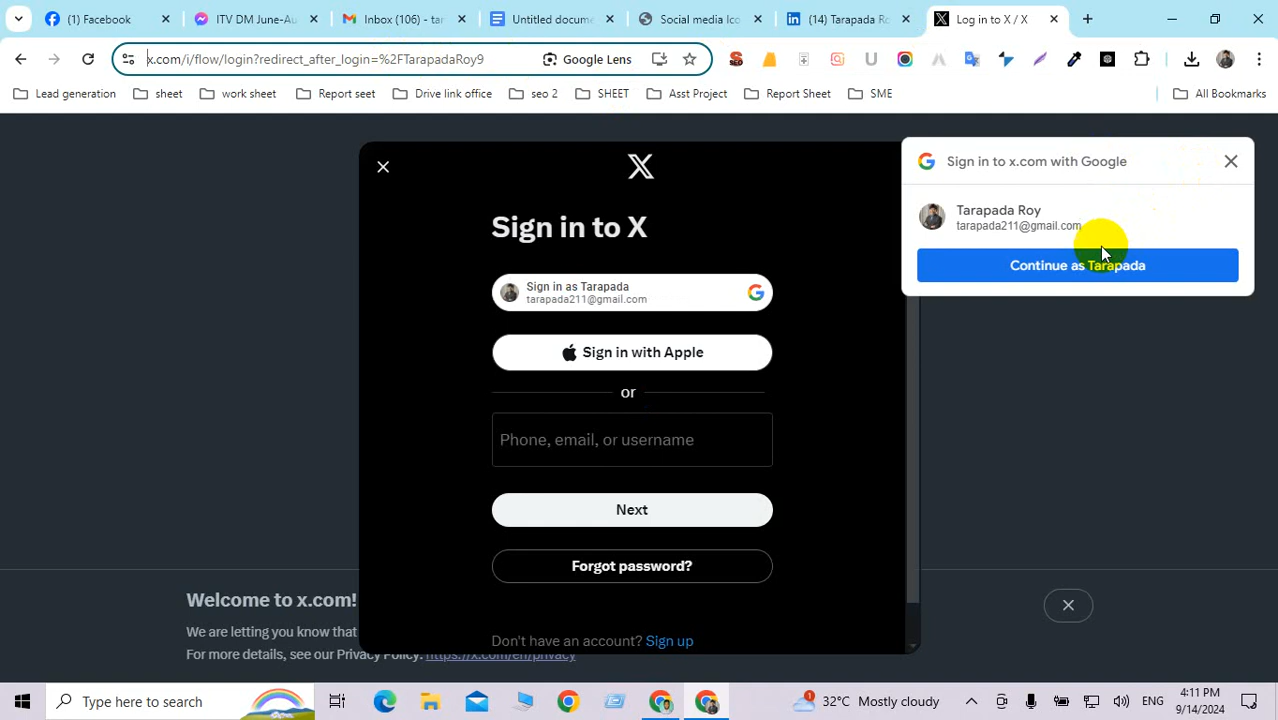 (1) Facebook
ITV DM June-Au
Inbox (106) - tar
Untitled docume
Social media Ico
(14) Tarapada Ro
Log in to X / X
x.com/i/flow/login?redirect_after_login=%2FTarapdaRoy9
Google Lens
Lead generation
sheet
work sheet
Report seet
Drive link office
seo 2
SHEET
Asst Project
Report Sheet
SME
All Bookmarks
Sign in to x.com with Google
Tarapada Roy
tarapada211@gmail.com
Continue as Tarapada
Sign in to X
Sign in as Tarapada
tarapada211@gmail.com
Sign in with Apple
or
Phone, email, or username
Next
Forgot password?
Don't have an account? Sign up
Welcome to x.com!
We are letting you know that
For more details, see our Privacy Policy: https://x.com/en/privacy
Type here to search
32°C Mostly cloudy
ENG
4:11 PM
9/14/2024